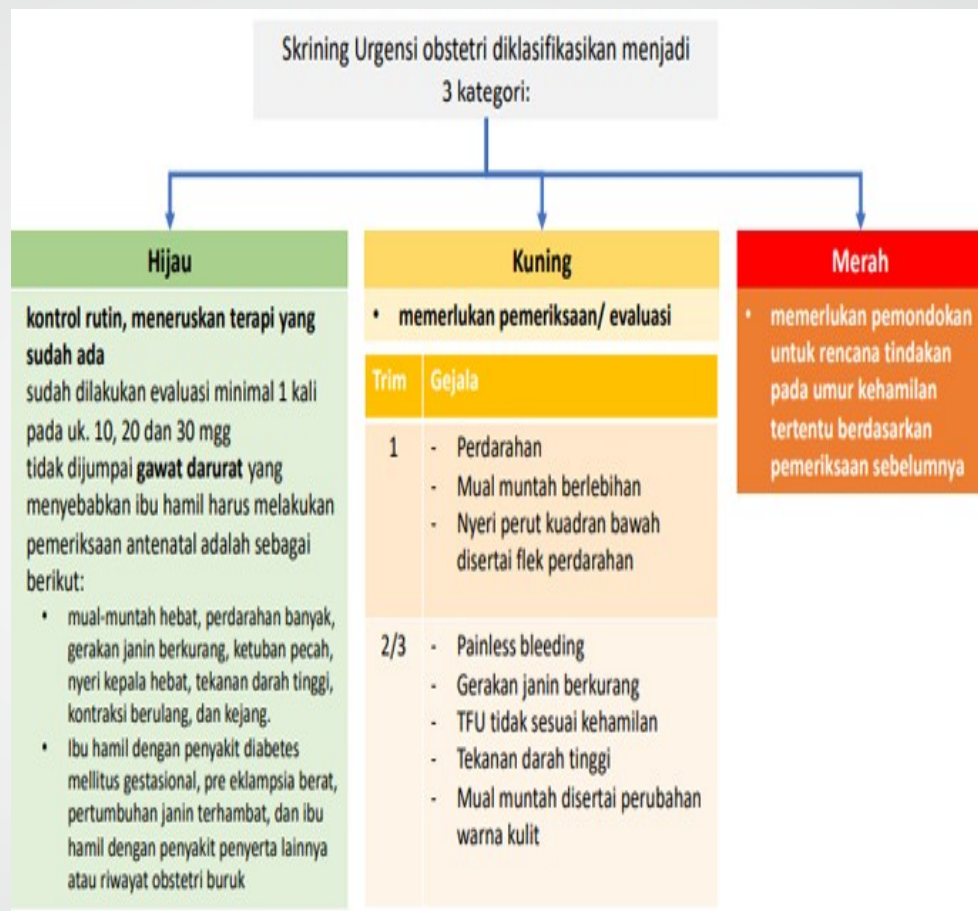 Skrining Urgensi obstetri diklasifikasikan menjadi
3 kategori:
Hijau
kontrol rutin, meneruskan terapi yang
sudah ada
sudah dilakukan evaluasi minimal 1 kali
pada uk. 10, 20 dan 30 mgg
tidak dijumpai gawat darurat yang
menyebabkan ibu hamil harus melakukan
pemeriksaan antenatal adalah sebagai
berikut:
• mual-muntah hebat, perdarahan banyak,
gerakan janin berkurang, ketuban pecah,
nyeri kepala hebat, tekanan darah tinggi,
kontraksi berulang, dan kejang.
• Ibu hamil dengan penyakit diabetes
mellitus gestasional, pre eklampsia berat,
pertumbuhan janin terhambat, dan ibu
hamil dengan penyakit penyerta lainnya
atau riwayat obstetri buruk
Kuning
• memerlukan pemeriksaan/ evaluasi
Trim Gejala
1 - Perdarahan
- Mual muntah berlebihan
- Nyeri perut kuadran bawah
disertai flek perdarahan
2/3 - Painless bleeding
- Gerakan janin berkurang
- TFU tidak sesuai kehamilan
- Tekanan darah tinggi
- Mual muntah disertai perubahan
warna kulit
Merah
• memerlukan pemondokan
untuk rencana tindakan
pada umur kehamilan
tertentu berdasarkan
pemeriksaan sebelumnya